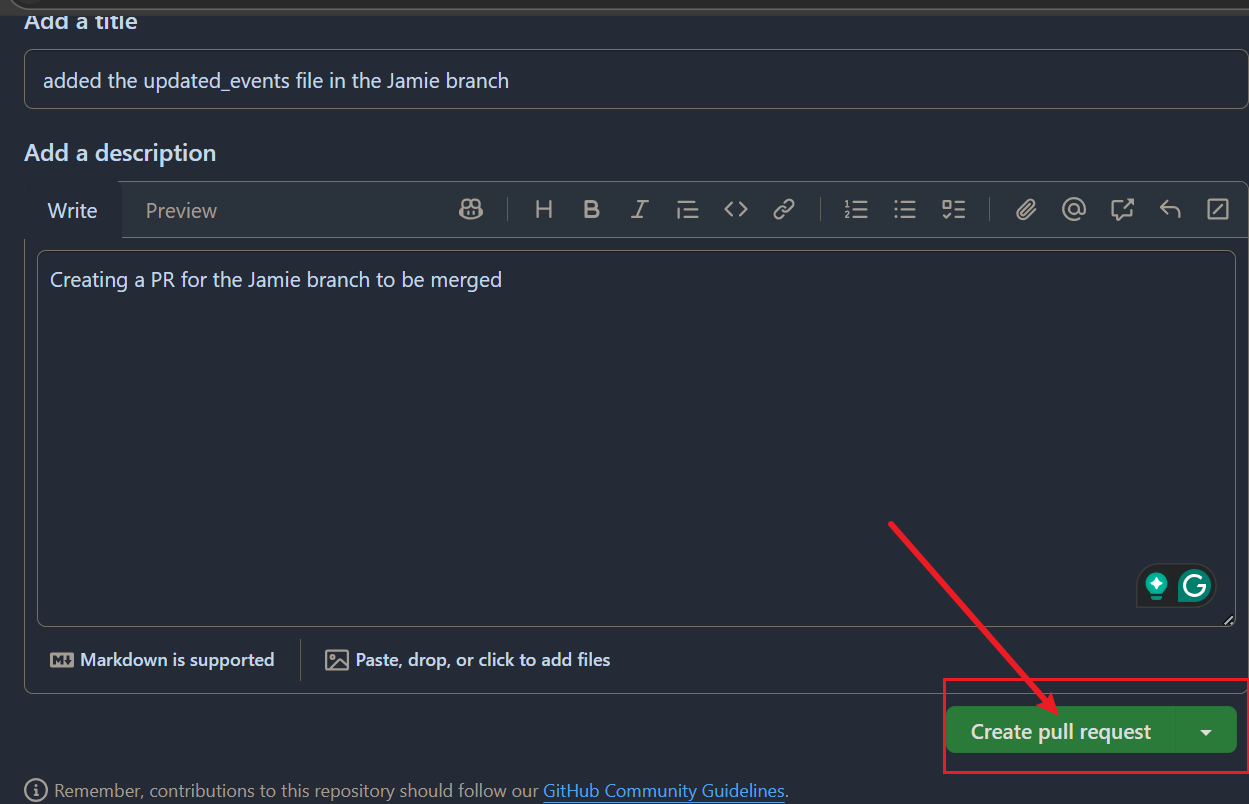 Add a title
added the updated_events file in the Jamie branch
Add a description
Write Preview
Creating a PR for the Jamie branch to be merged
Markdown is supported Paste, drop, or click to add files
Create pull request
Remember, contributions to this repository should follow our GitHub Community Guidelines.